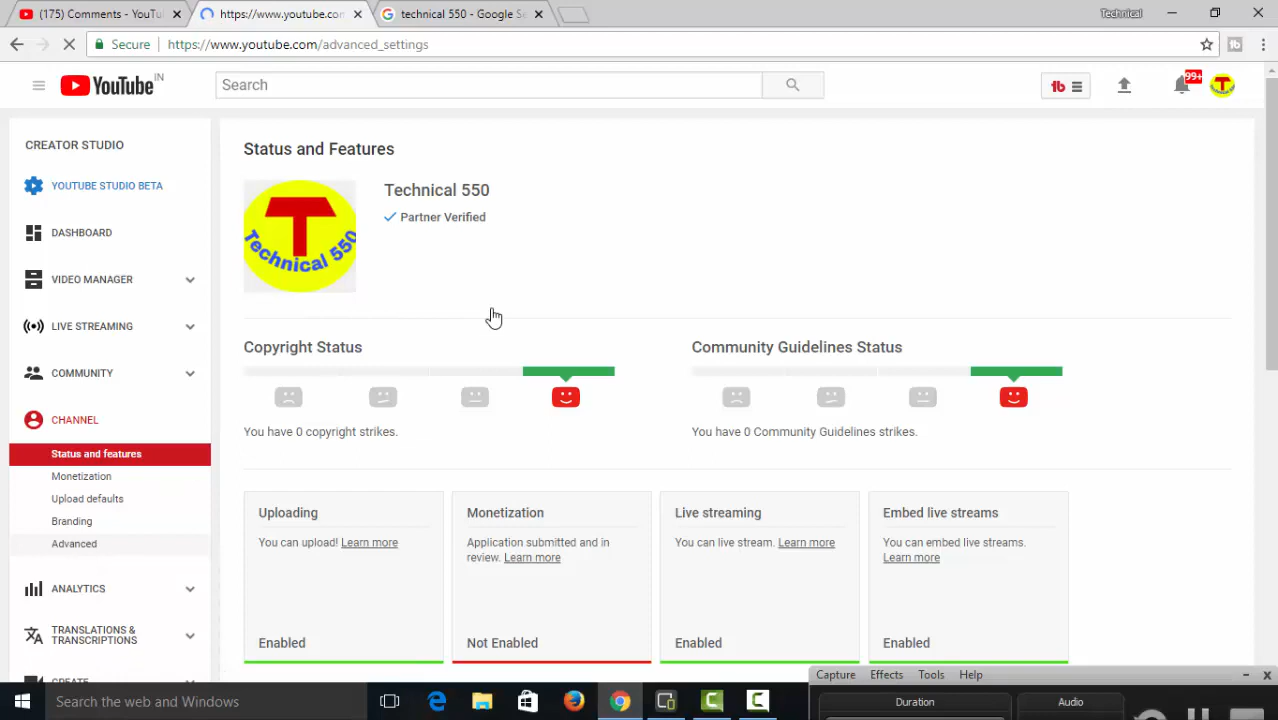 (175) Comments - YouTu
https://www.youtube.con
technical 550 - Google Se
Technical
Secure
https://www.youtube.com/advanced_settings
YouTube IN
Search
tb
99+
T
CREATOR STUDIO
YOUTUBE STUDIO BETA
DASHBOARD
VIDEO MANAGER
LIVE STREAMING
COMMUNITY
CHANNEL
Status and features
Monetization
Upload defaults
Branding
Advanced
ANALYTICS
TRANSLATIONS &
TRANSCRIPTIONS
CREATE
Status and Features
T
Technical 550
Technical 550
Partner Verified
Copyright Status
You have 0 copyright strikes.
Community Guidelines Status
You have 0 Community Guidelines strikes.
Uploading
You can upload! Learn more
Enabled
Monetization
Application submitted and in
review. Learn more
Not Enabled
Live streaming
You can live stream. Learn more
Enabled
Embed live streams
You can embed live streams.
Learn more
Enabled
Capture Effects Tools Help
Duration
Audio
Search the web and Windows